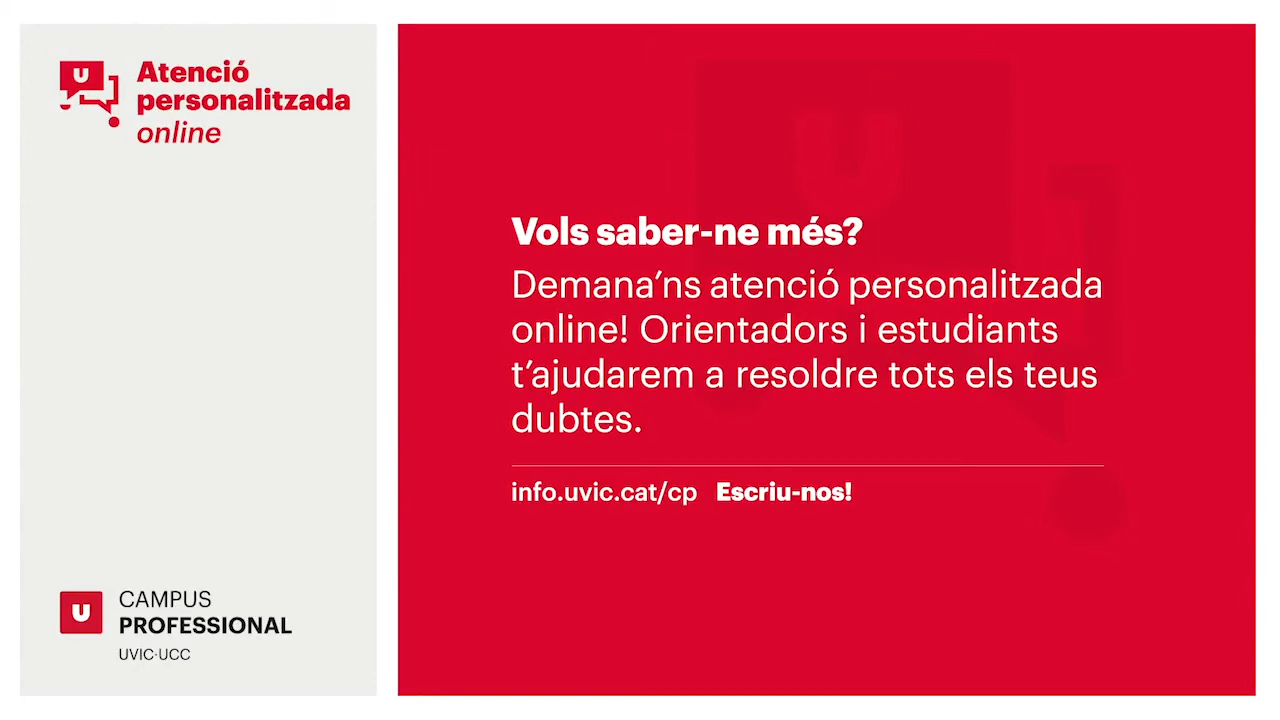 U
Atenció
personalitzada
online
Vols saber-ne més?
Demana’ns atenció personalitzada
online! Orientadors i estudiants
t’ajudarem a resoldre tots els teus
dubtes.
info.uvic.cat/cp Escriu-nos!
U
CAMPUS
PROFESSIONAL
UVIC·UCC